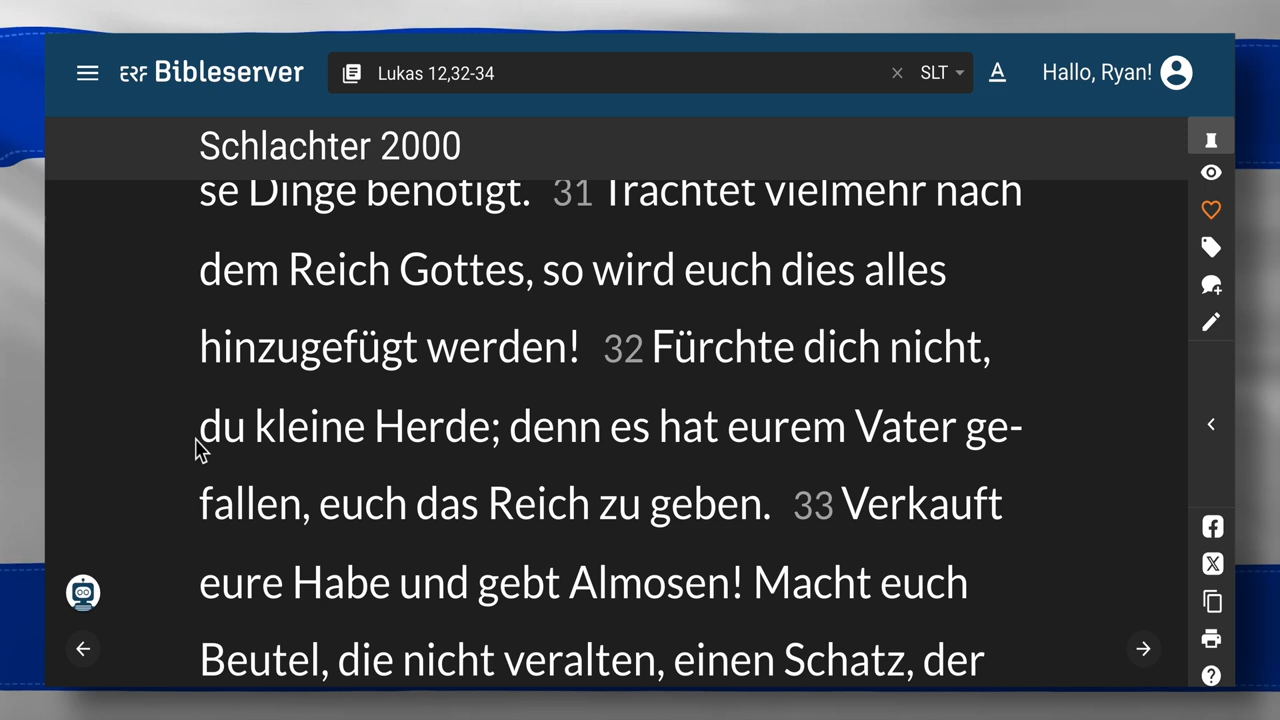 ERF Bibleserver
Lukas 12,32-34
SLT
Hallo, Ryan!
Schlachter 2000
se Dinge benötigt. 31 Trachtet vielmehr nach
dem Reich Gottes, so wird euch dies alles
hinzugefügt werden! 32 Fürchte dich nicht,
du kleine Herde; denn es hat eurem Vater ge-
fallen, euch das Reich zu geben. 33 Verkauft
eure Habe und gebt Almosen! Macht euch
Beutel, die nicht veralten, einen Schatz, der